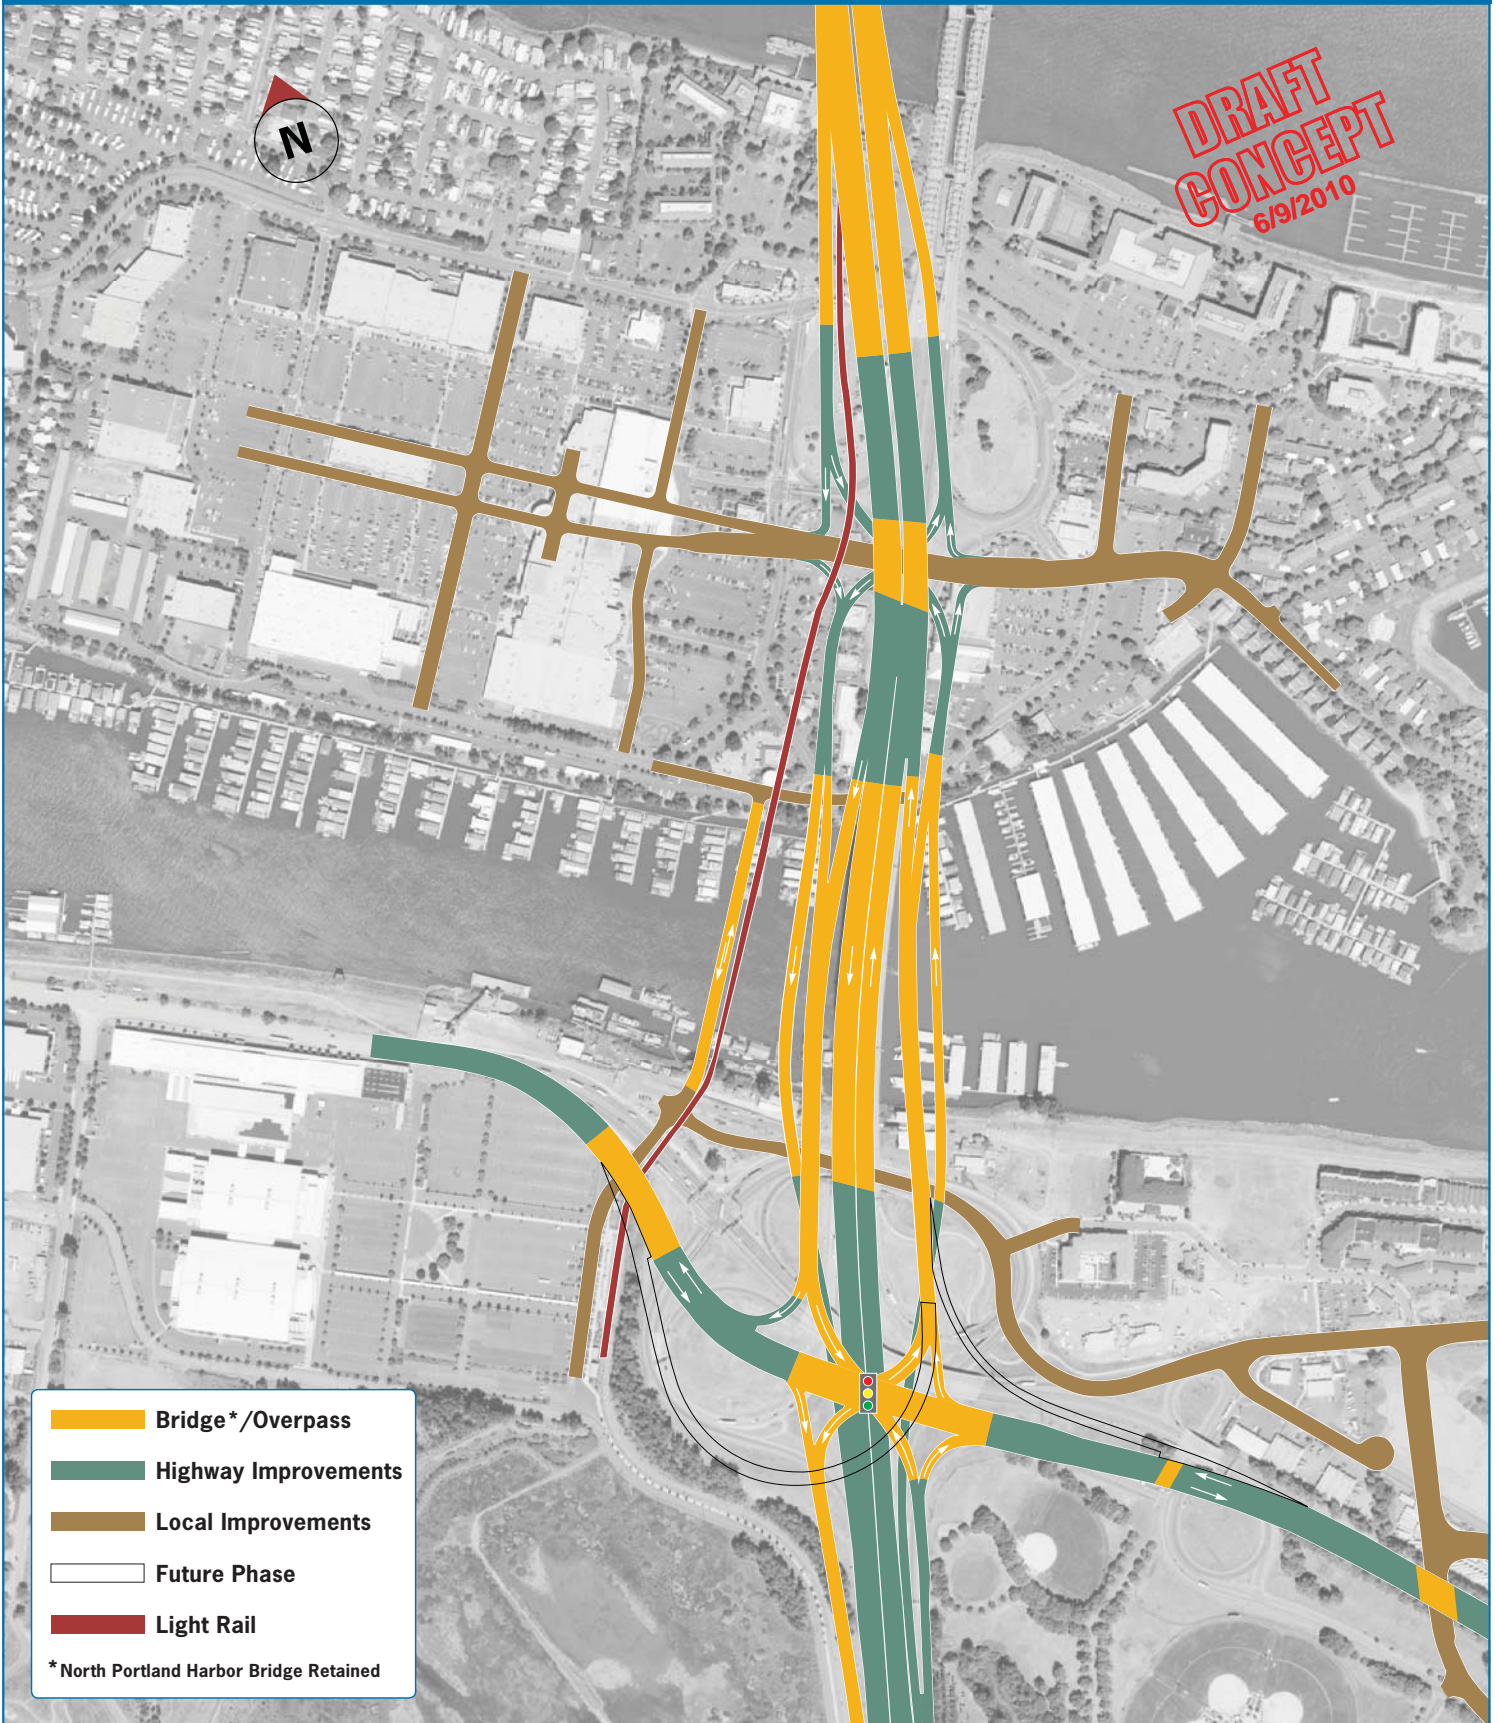 N
DRAFT
CONCEPT
6/9/2010
Bridge*/Overpass
Highway Improvements
Local Improvements
Future Phase
Light Rail
*North Portland Harbor Bridge Retained